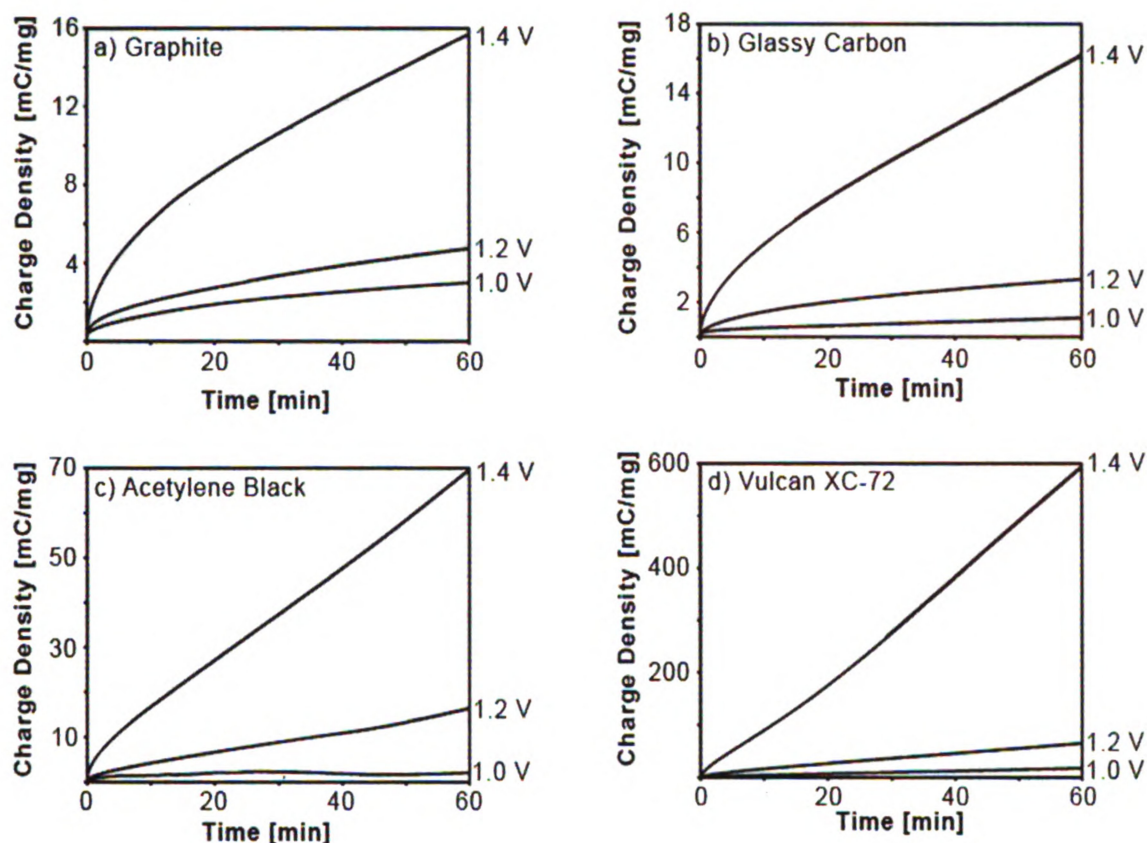 a) Graphite
Charge Density [mC/mg]
16
12
8
4
0
20
40
60
Time [min]
1.4 V
1.2 V
1.0 V
b) Glassy Carbon
Charge Density [mC/mg]
18
14
10
6
2
0
20
40
60
Time [min]
1.4 V
1.2 V
1.0 V
c) Acetylene Black
Charge Density [mC/mg]
70
50
30
10
0
20
40
60
Time [min]
1.4 V
1.2 V
1.0 V
d) Vulcan XC-72
Charge Density [mC/mg]
600
400
200
0
0
20
40
60
Time [min]
1.4 V
1.2 V
1.0 V